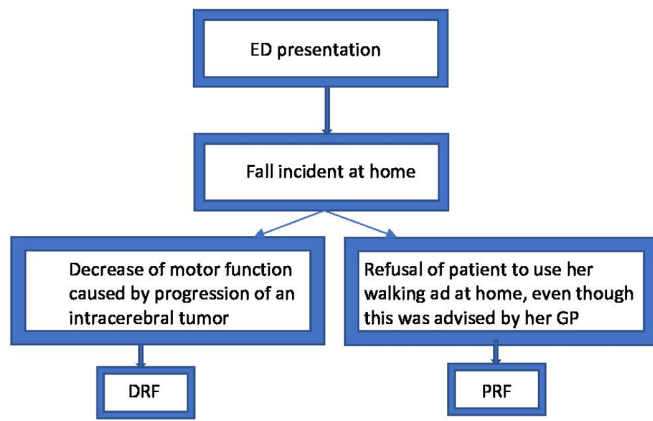 ED presentation
Fall incident at home
Decrease of motor function
caused by progression of an
intracerebral tumor
Refusal of patient to use her
walking ad at home, even though
this was advised by her GP
DRF
PRF